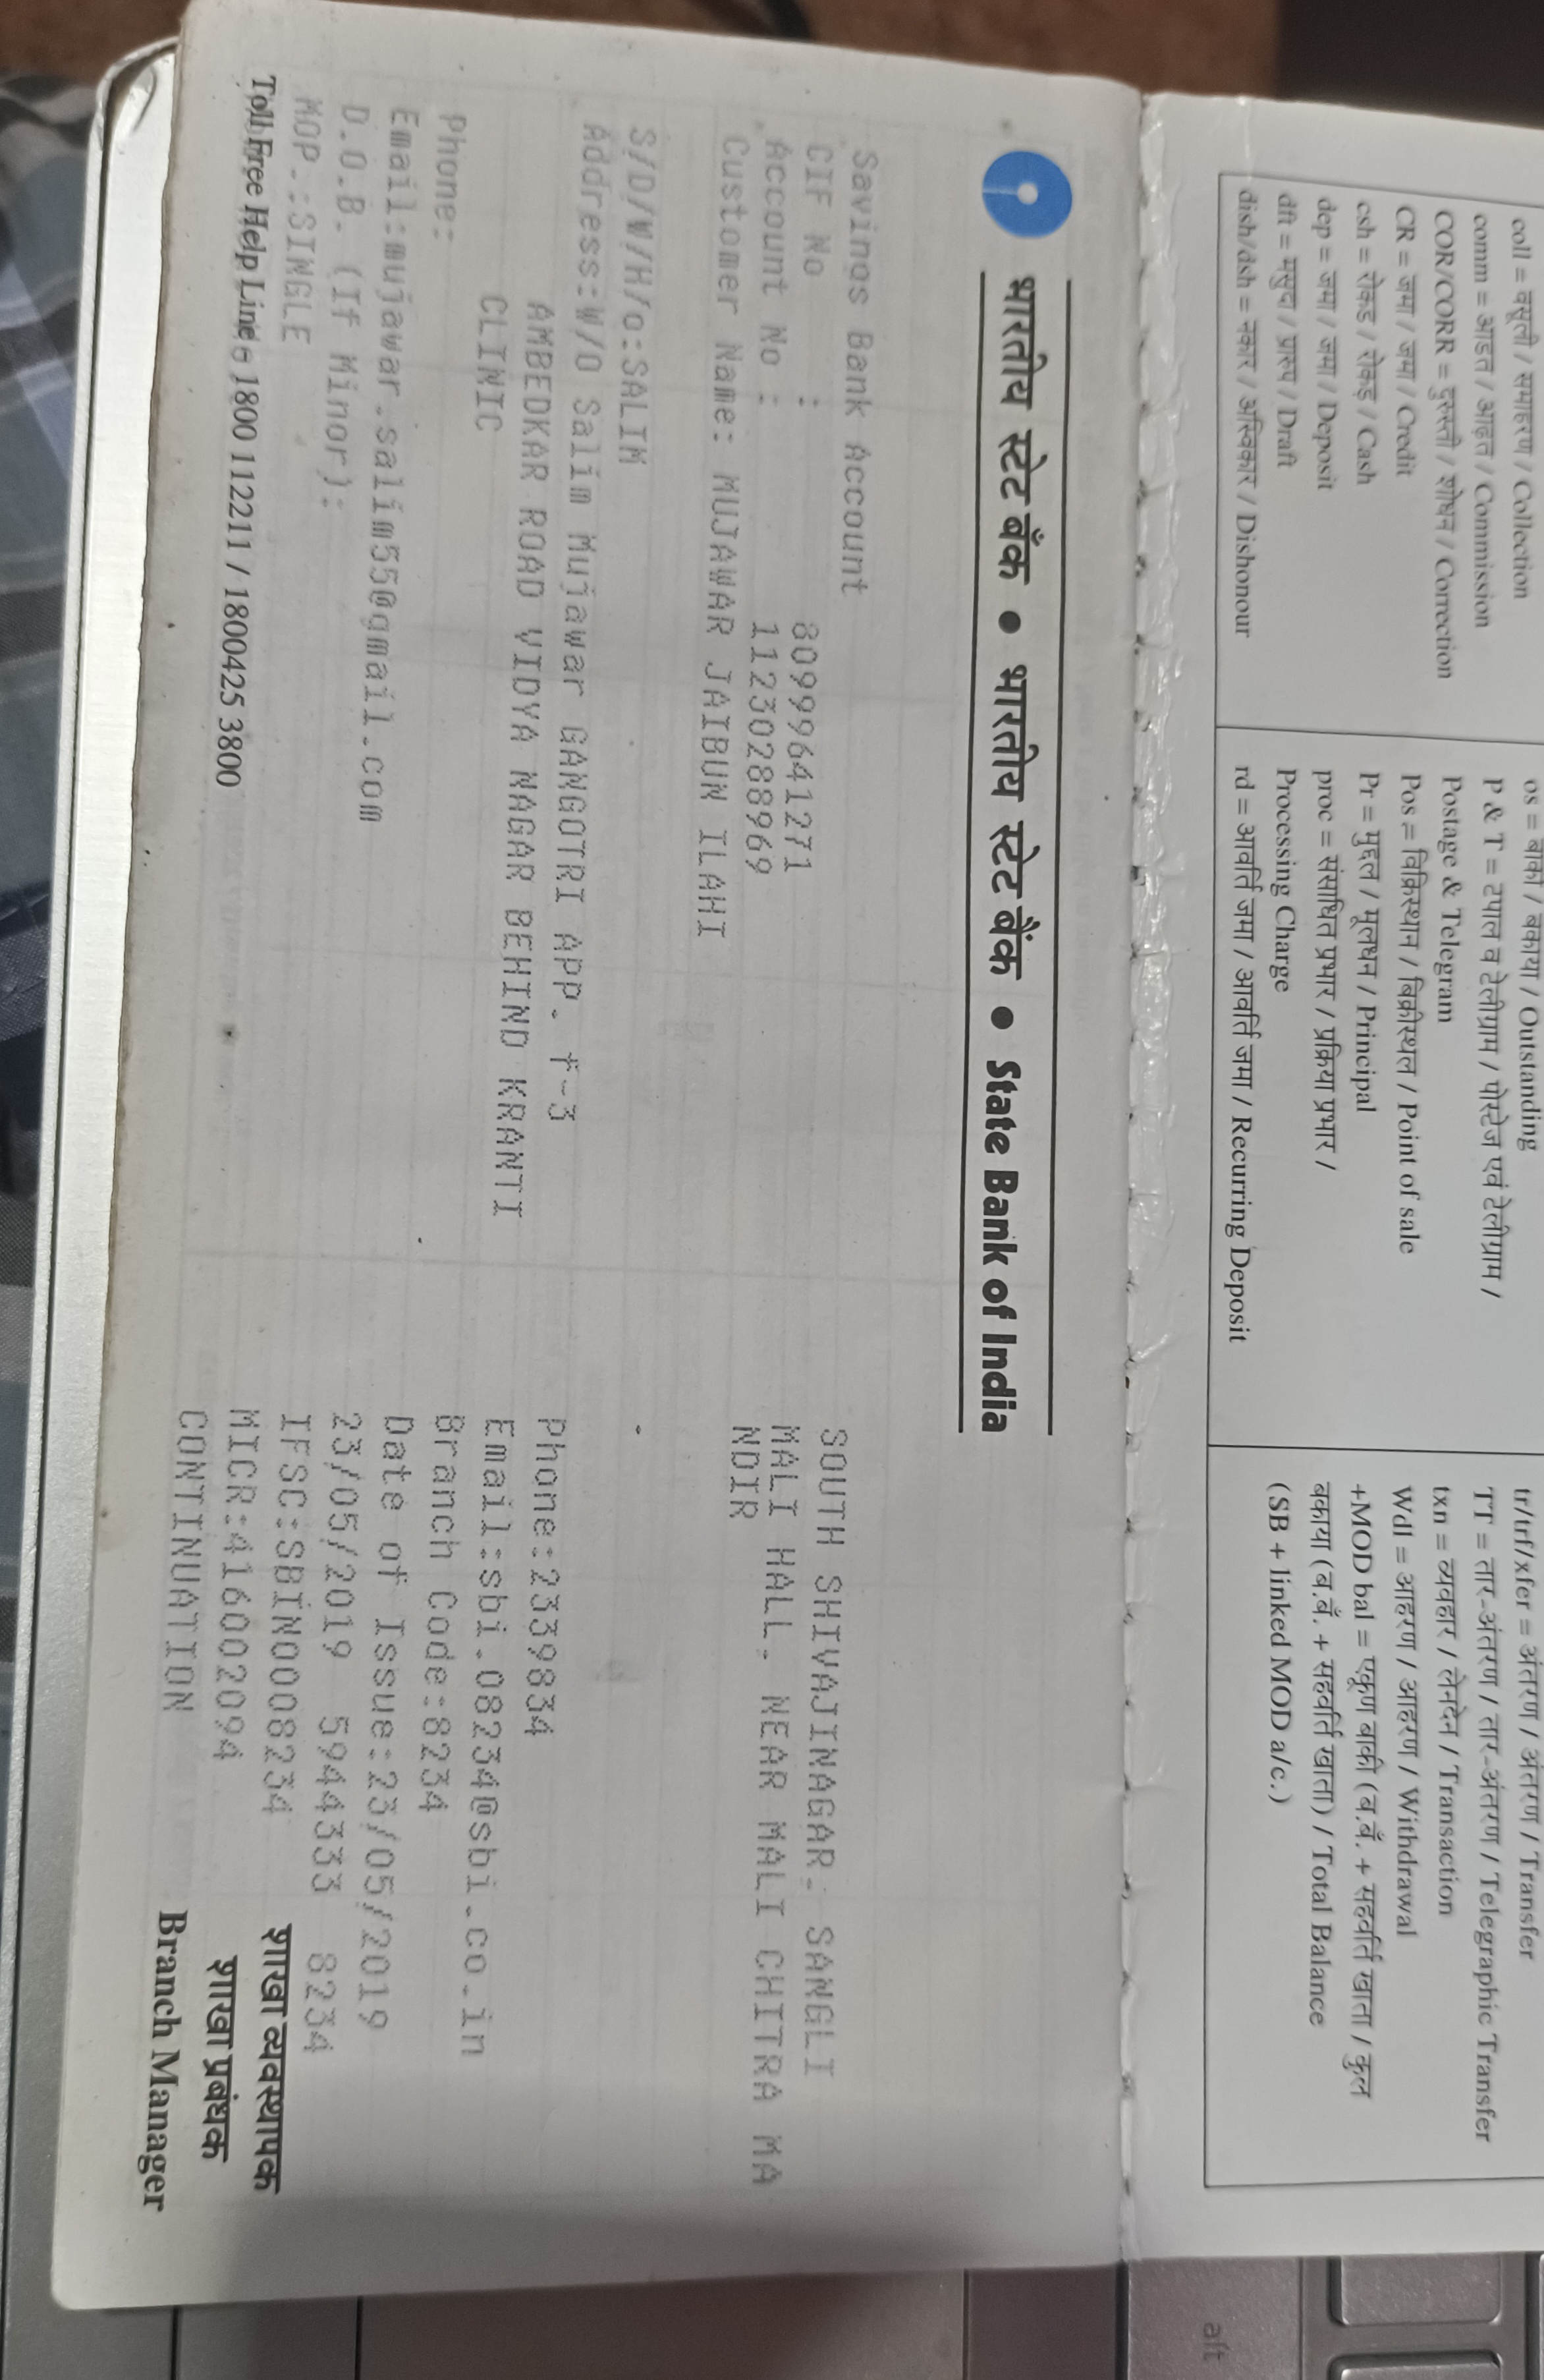 coll = वसुली / समाहरण / Collection
comm = आडत / आढ़त / Commission
COR/CORR = दुरुस्ती / शोधन / Correction
CR = जमा / जमा / Credit
csh = रोकड / रोकड़ / Cash
dep = जमा / जमा / Deposit
dft = मसुदा / प्रारुप / Draft
dish/dsh = नकार / अस्विकार / Dishonour
os = बाकी / बकाया / Outstanding
P & T = टपाल व टेलीग्राम / पोस्टेज एवं टेलीग्राम /
Postage & Telegram
Pos = विक्रिस्थान / बिक्रीस्थल / Point of sale
Pr = मुद्दल / मूलधन / Principal
proc = संसाधित प्रभार / प्रक्रिया प्रभार /
Processing Charge
rd = आवर्ति जमा / आवर्ति जमा / Recurring Deposit
tr/trf/xfer = अंतरण / अंतरण / Transfer
TT = तार-अंतरण / तार-अंतरण / Telegraphic Transfer
txn = व्यवहार / लेनदेन / Transaction
Wdl = आहरण / आहरण / Withdrawal
+MOD bal = एकूण बाकी (ब.बँ. + सहवर्ति खाता / कुल
बकाया (ब.बँ. + सहवर्ति खाता) / Total Balance
(SB + linked MOD a/c.)
भारतीय स्टेट बँक • भारतीय स्टेट बैंक • State Bank of India
Savings Bank Account
CIF No : 80999641271
Account No : 11230288969
Customer Name: MUJAWAR JAIBUN ILAHI
S/D/W/H/o:SALIM
Address:W/O Salim Mujawar GANGOTRI APP. f-3
AMBEDKAR ROAD VIDYA NAGAR BEHIND KRANTI
CLINIC
Phone:
Email:mujawar.salim55@gmail.com
D.O.B. (If Minor):
MOP.:SINGLE
Toll Free Help Line 1800 112211 / 1800425 3800
SOUTH SHIVAJINAGAR- SANGLI
MALI HALL, NEAR MALI CHITRA MA
NDIR
Phone:2339834
Email:sbi.08234@sbi.co.in
Branch Code:8234
Date of Issue:23/05/2019
23/05/2019 5944333 8234
IFSC:SBIN0008234
MICR:416002094
CONTINUATION
शाखा व्यवस्थापक
शाखा प्रबंधक
Branch Manager
alt